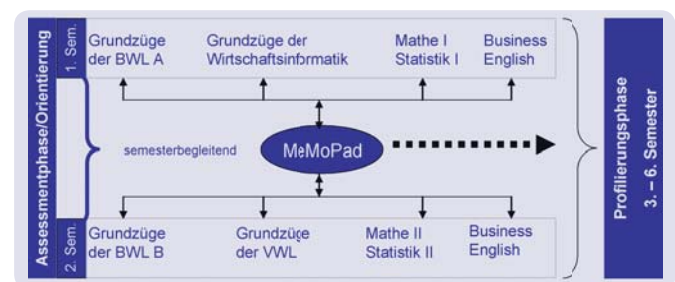 Assessmentphase/Orientierung
1. Sem.
Grundzüge
der BWL A
Grundzüge der
Wirtschaftsinformatik
Mathe I
Statistik I
Business
English
semesterbegleitend
MeMoPad
2. Sem.
Grundzüge
der BWL B
Grundzüge
der VWL
Mathe II
Statistik II
Business
English
Profilierungsphase
3. – 6. Semester